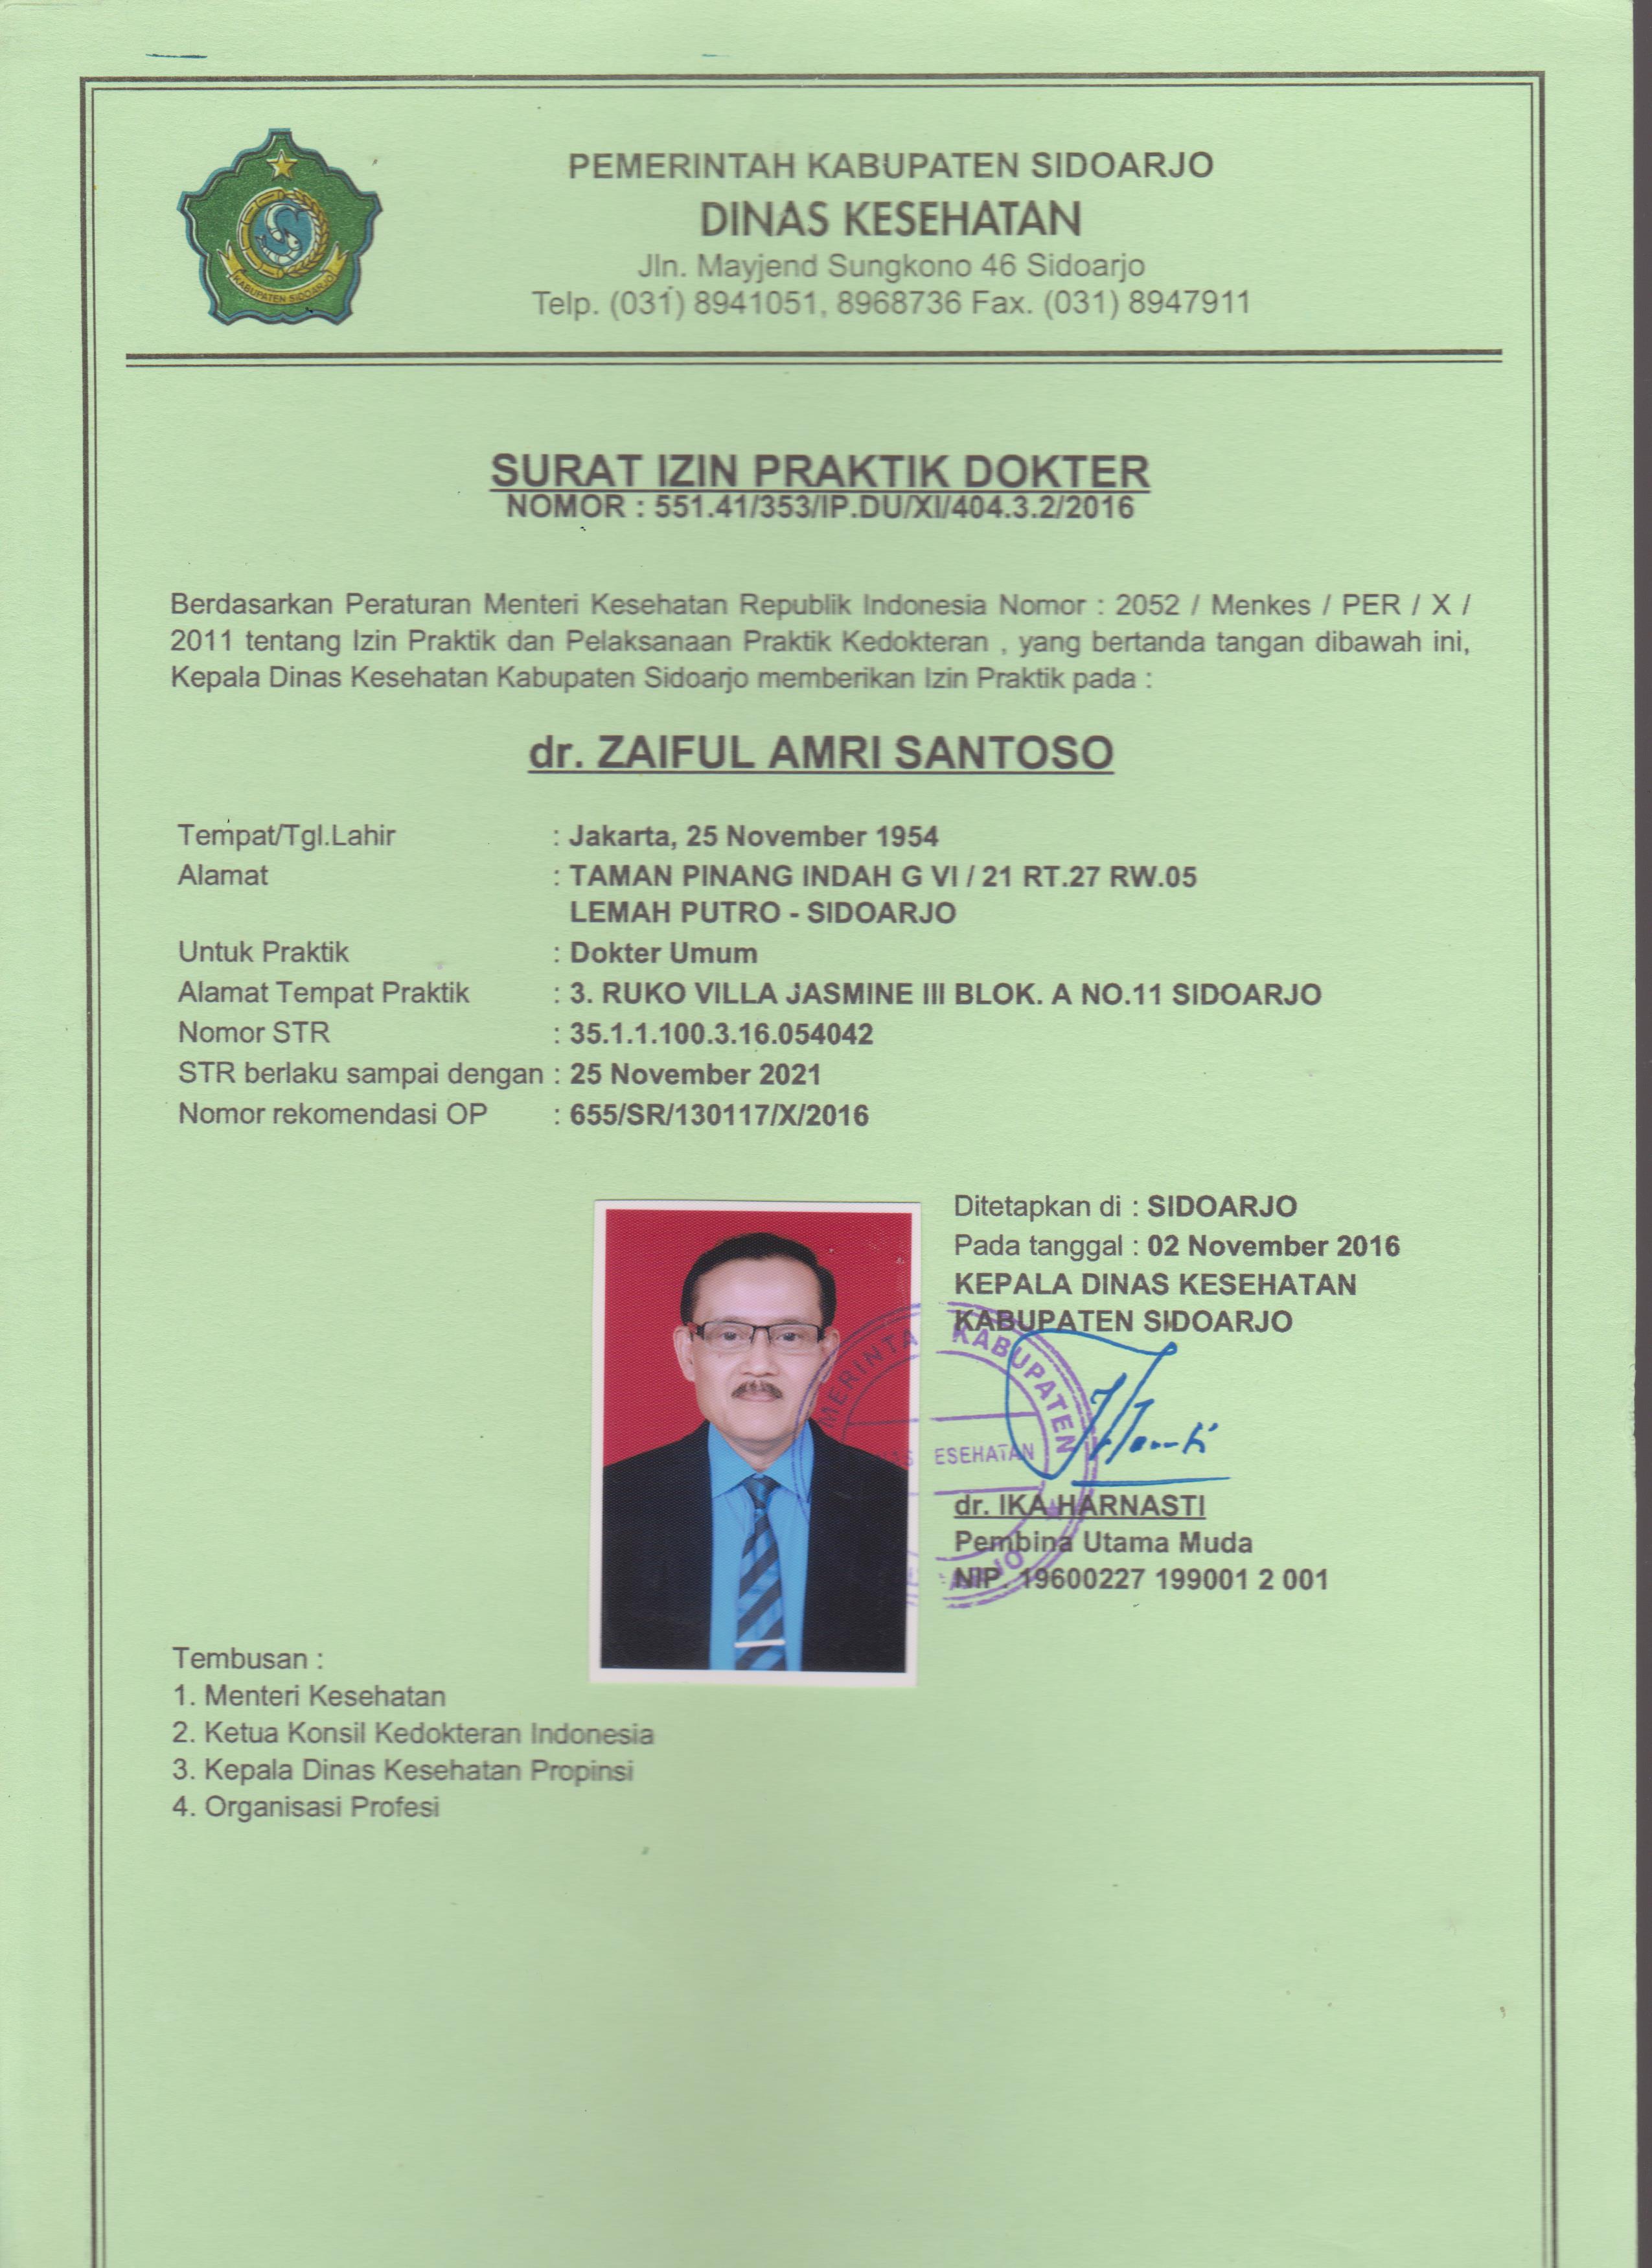 PEMERINTAH KABUPATEN SIDOARJO
DINAS KESEHATAN
Jln. Mayjend Sungkono 46 Sidoarjo
Telp. (031) 8941051, 8968736 Fax. (031) 8947911
KABUPATEN SIDOARJO
SURAT IZIN PRAKTIK DOKTER
NOMOR : 551.41/353/IP.DU/XI/404.3.2/2016
Berdasarkan Peraturan Menteri Kesehatan Republik Indonesia Nomor : 2052 / Menkes / PER / X /
2011 tentang Izin Praktik dan Pelaksanaan Praktik Kedokteran , yang bertanda tangan dibawah ini,
Kepala Dinas Kesehatan Kabupaten Sidoarjo memberikan Izin Praktik pada :
dr. ZAIFUL AMRI SANTOSO
Tempat/Tgl.Lahir : Jakarta, 25 November 1954
Alamat : TAMAN PINANG INDAH G VI / 21 RT.27 RW.05
LEMAH PUTRO - SIDOARJO
Untuk Praktik : Dokter Umum
Alamat Tempat Praktik : 3. RUKO VILLA JASMINE III BLOK. A NO.11 SIDOARJO
Nomor STR : 35.1.1.100.3.16.054042
STR berlaku sampai dengan : 25 November 2021
Nomor rekomendasi OP : 655/SR/130117/X/2016
Ditetapkan di : SIDOARJO
Pada tanggal : 02 November 2016
KEPALA DINAS KESEHATAN
KABUPATEN SIDOARJO
MERINTA KABUPATEN
ESEHATAN
dr. IKA HARNASTI
Pembina Utama Muda
NIP. 19600227 199001 2 001
Tembusan :
1. Menteri Kesehatan
2. Ketua Konsil Kedokteran Indonesia
3. Kepala Dinas Kesehatan Propinsi
4. Organisasi Profesi